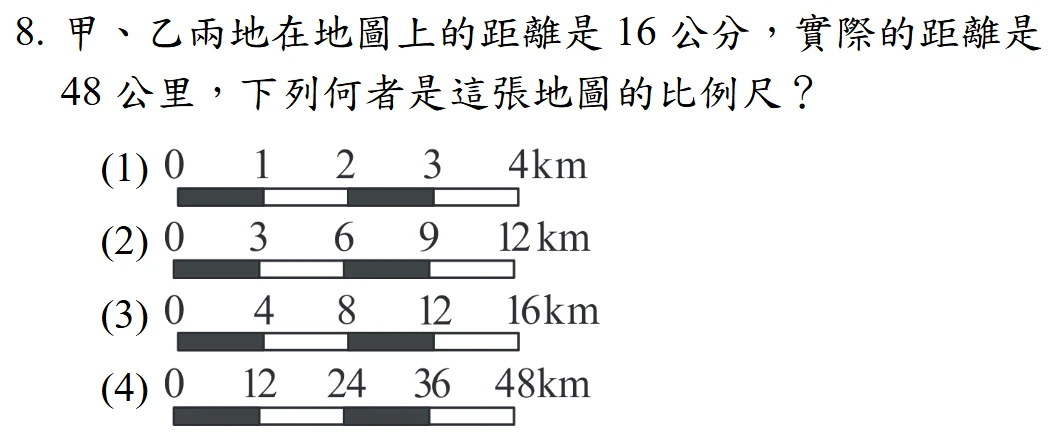 8. 甲、乙兩地在地圖上的距離是 16 公分，實際的距離是
48 公里，下列何者是這張地圖的比例尺？
(1) 0 1 2 3 4km
(2) 0 3 6 9 12km
(3) 0 4 8 12 16km
(4) 0 12 24 36 48km